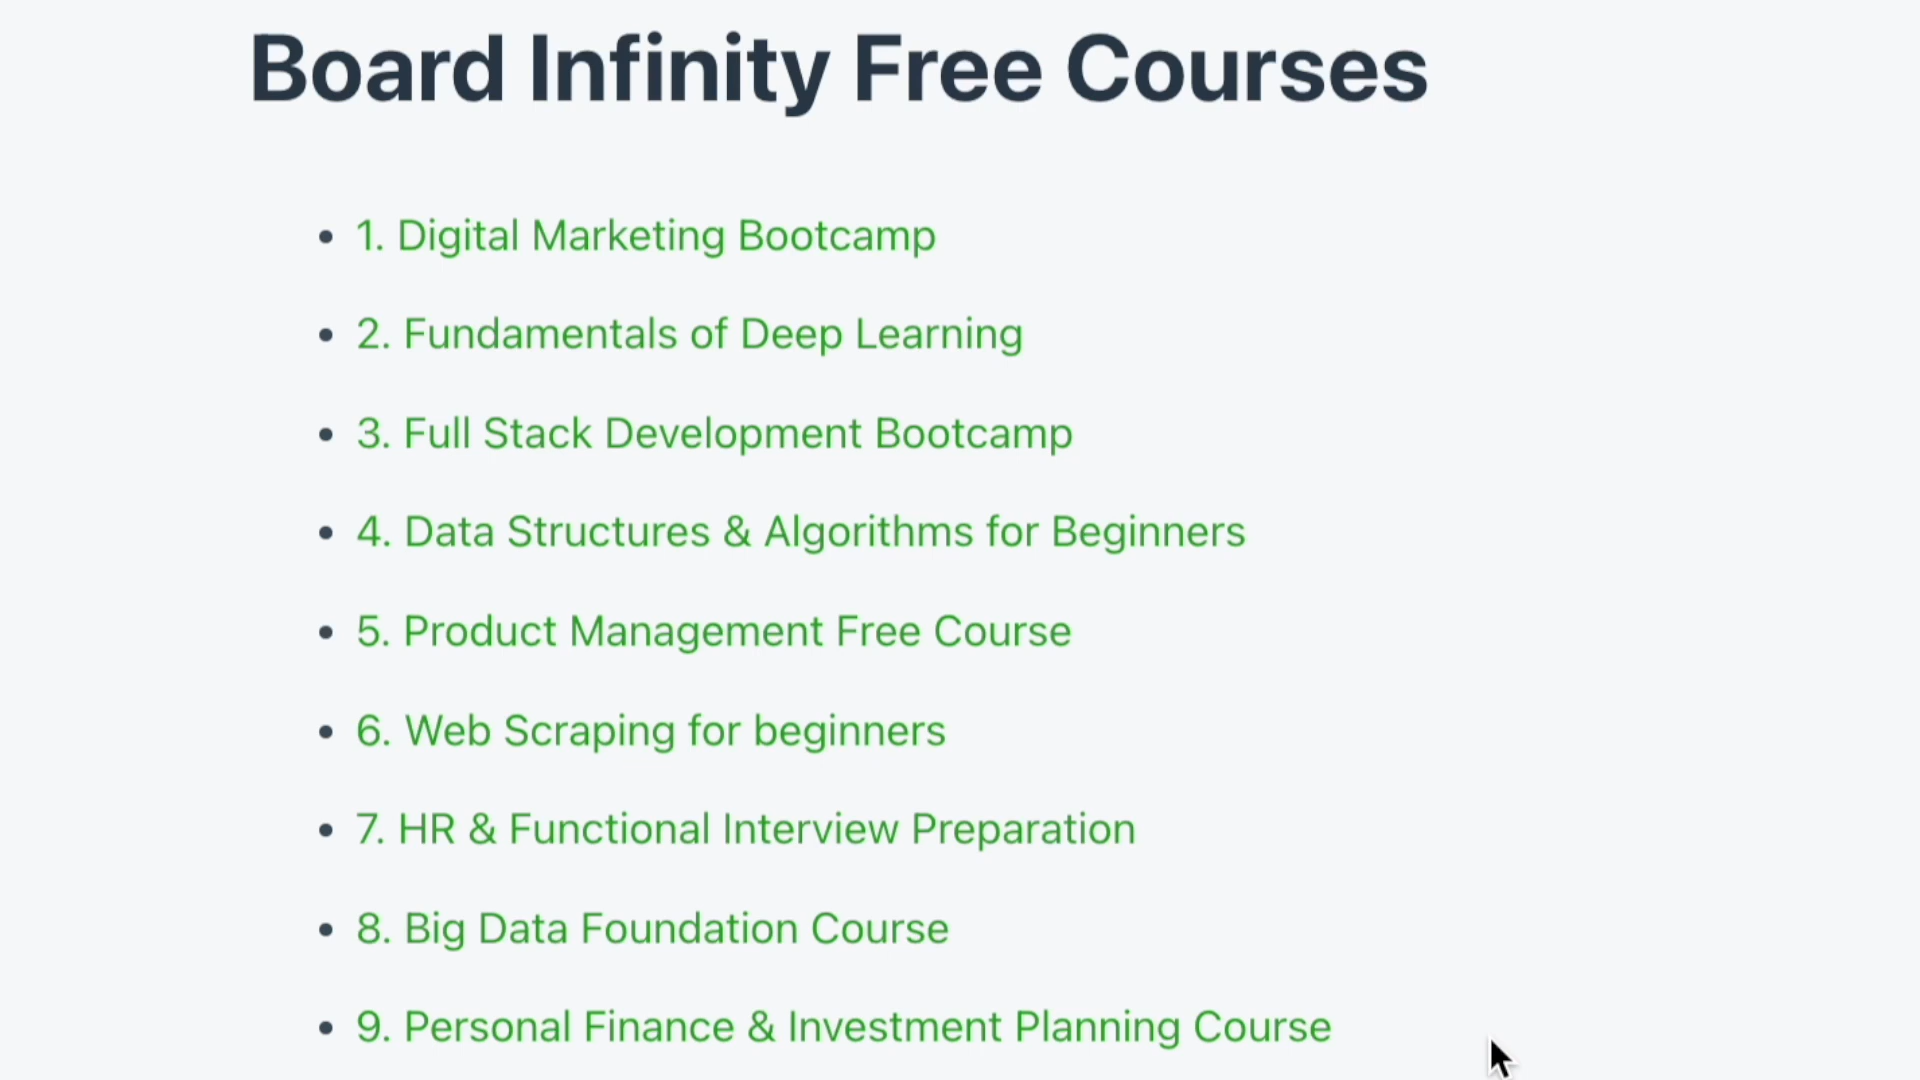 Board Infinity Free Courses
• 1. Digital Marketing Bootcamp
• 2. Fundamentals of Deep Learning
• 3. Full Stack Development Bootcamp
• 4. Data Structures & Algorithms for Beginners
• 5. Product Management Free Course
• 6. Web Scraping for beginners
• 7. HR & Functional Interview Preparation
• 8. Big Data Foundation Course
• 9. Personal Finance & Investment Planning Course